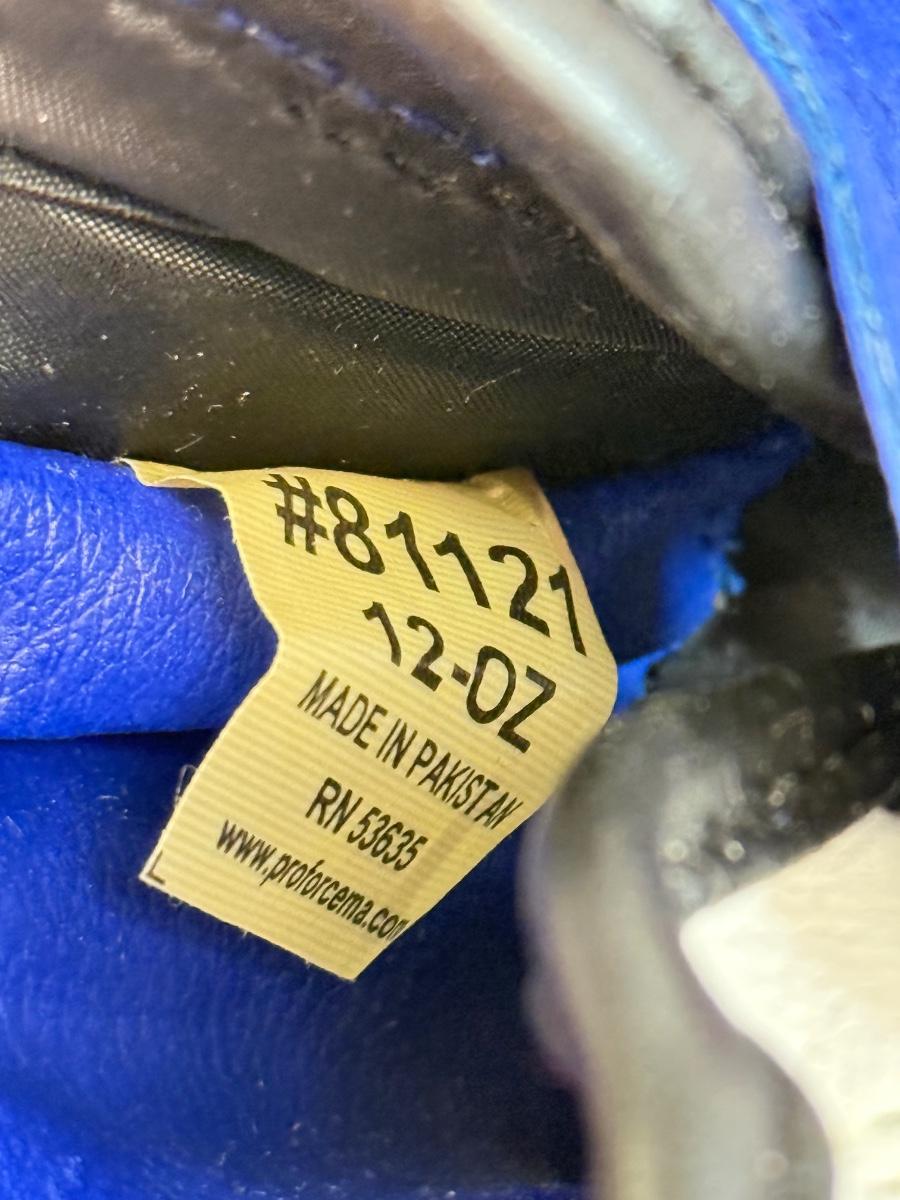 #81121
12-OZ
MADE IN PAKISTAN
RN 53635
www.proforcema.com
L